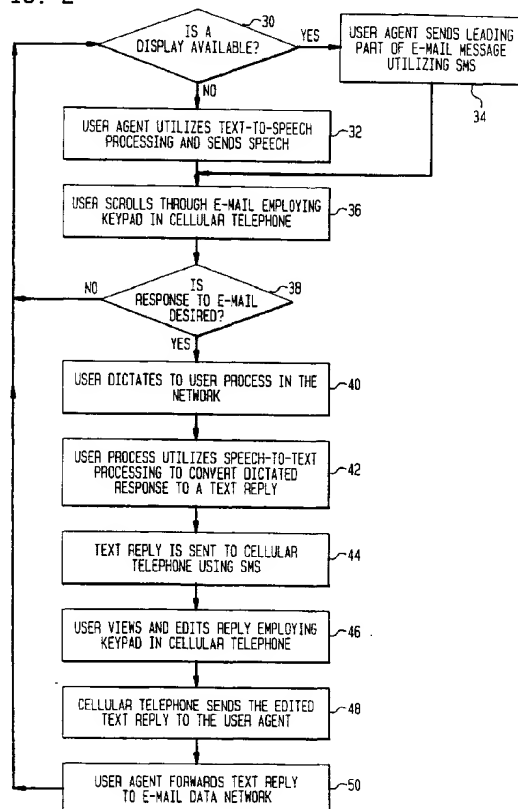 IS A
DISPLAY AVAILABLE?
30
YES
USER AGENT SENDS LEADING
PART OF E-MAIL MESSAGE
UTILIZING SMS
34
NO
USER AGENT UTILIZES TEXT-TO-SPEECH
PROCESSING AND SENDS SPEECH
32
USER SCROLLS THROUGH E-MAIL EMPLOYING
KEYPAD IN CELLULAR TELEPHONE
36
NO
IS
RESPONSE TO E-MAIL
DESIRED?
38
YES
USER DICTATES TO USER PROCESS IN THE
NETWORK
40
USER PROCESS UTILIZES SPEECH-TO-TEXT
PROCESSING TO CONVERT DICTATED
RESPONSE TO A TEXT REPLY
42
TEXT REPLY IS SENT TO CELLULAR
TELEPHONE USING SMS
44
USER VIEWS AND EDITS REPLY EMPLOYING
KEYPAD IN CELLULAR TELEPHONE
46
CELLULAR TELEPHONE SENDS THE EDITED
TEXT REPLY TO THE USER AGENT
48
USER AGENT FORWARDS TEXT REPLY
TO E-MAIL DATA NETWORK
50